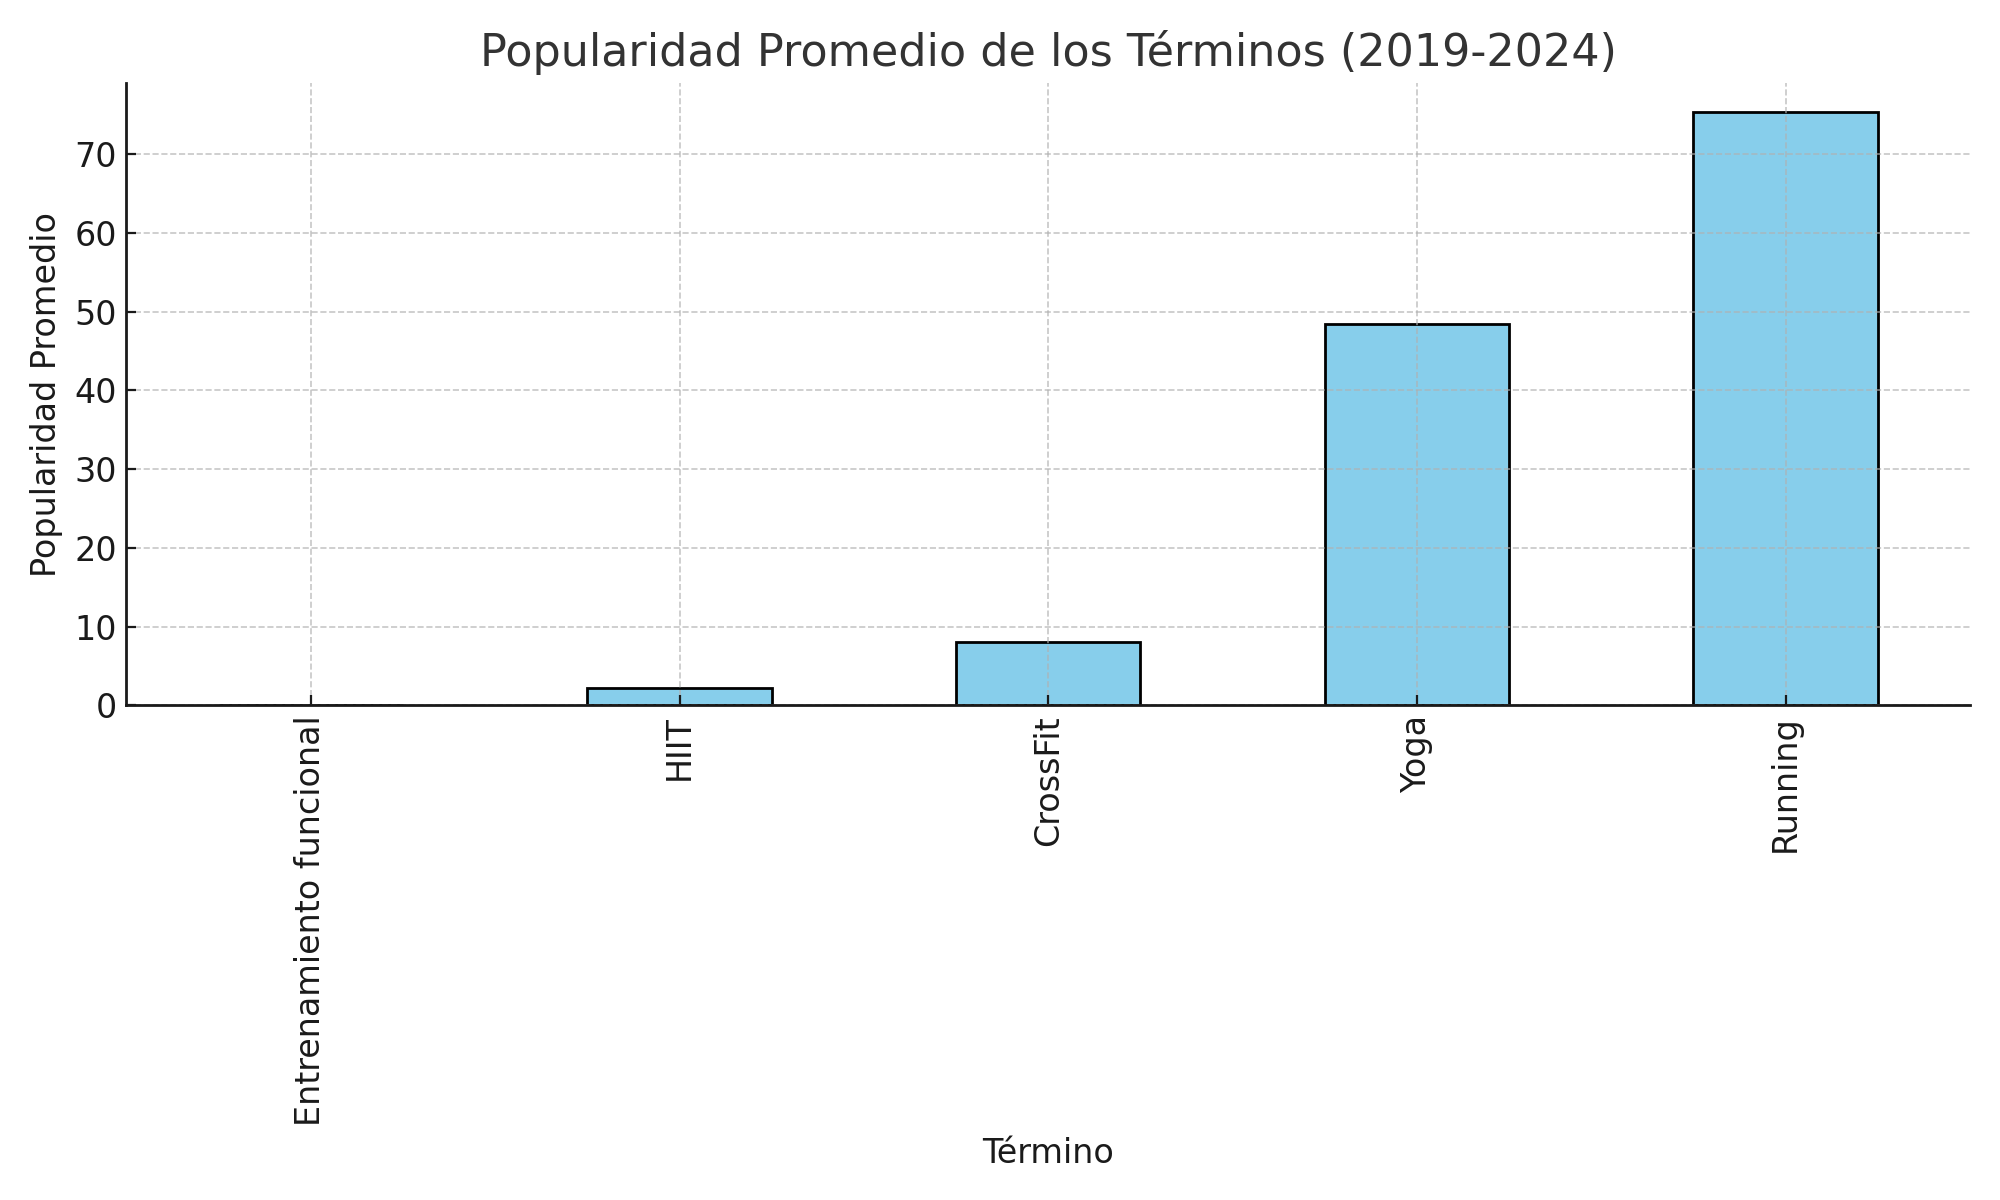 Popularidad Promedio de los Términos (2019-2024)
Popularidad Promedio
70
60
50
40
30
20
10
0
Entrenamiento funcional
HIIT
CrossFit
Yoga
Running
Término